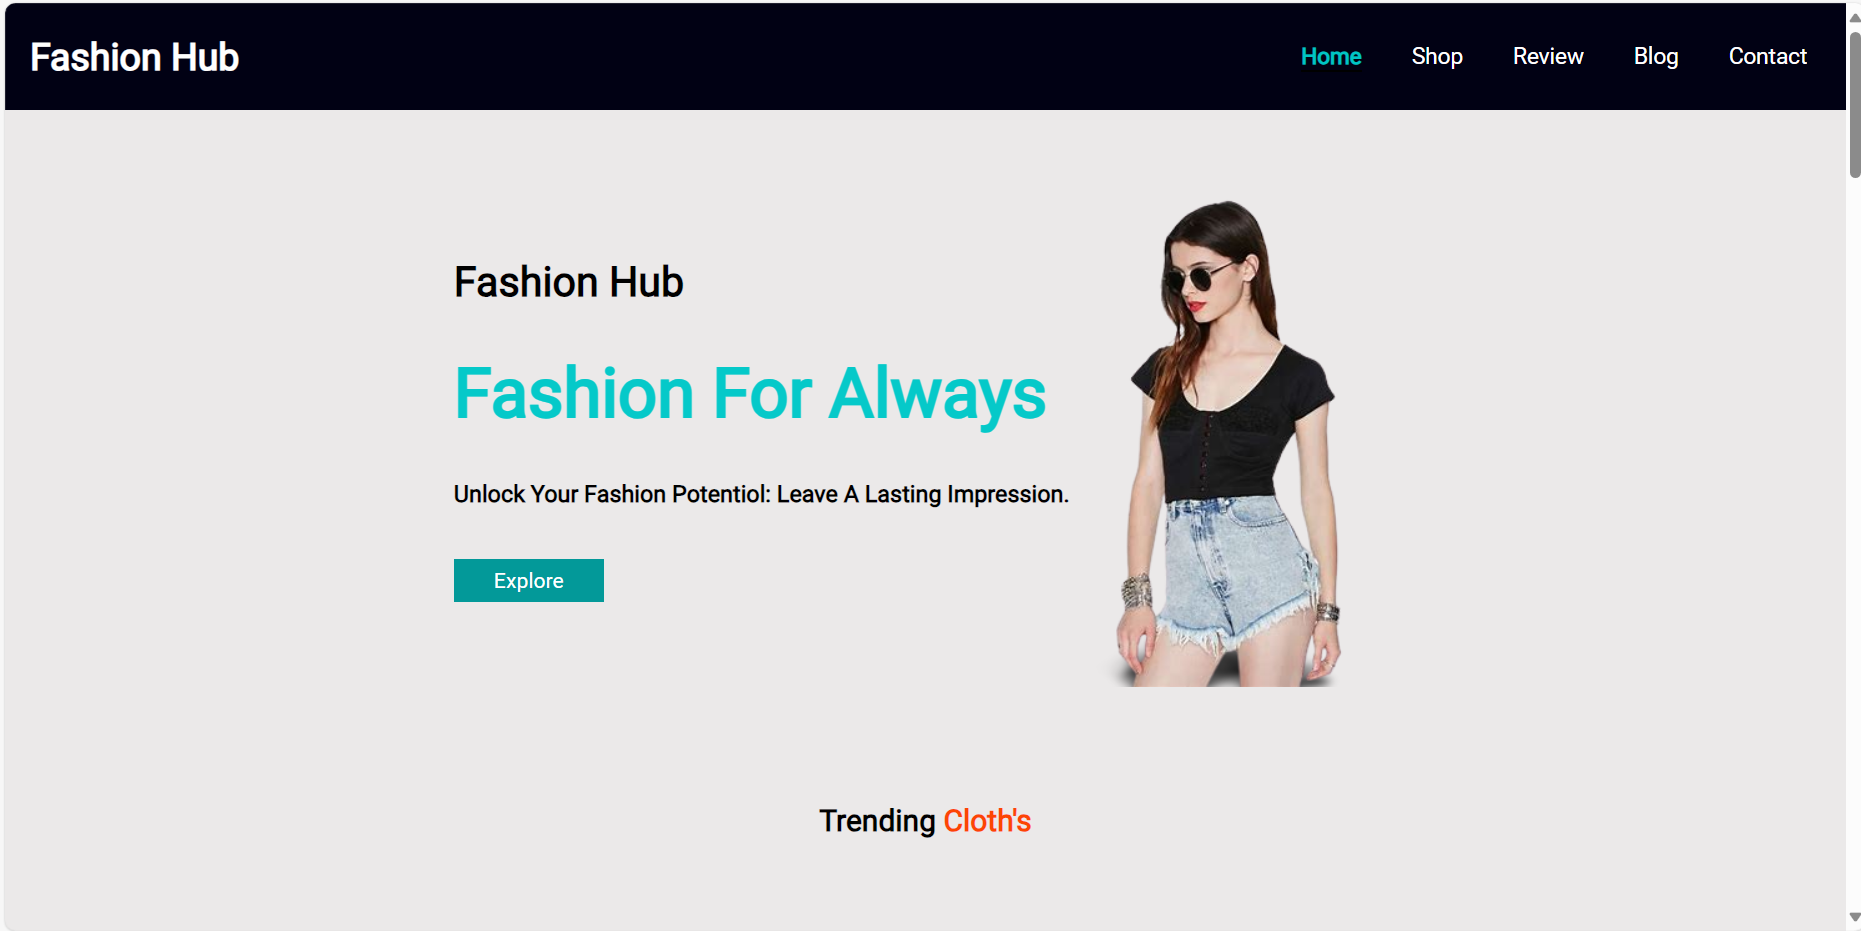 Fashion Hub
Home Shop Review Blog Contact
Fashion Hub
Fashion For Always
Unlock Your Fashion Potentiol: Leave A Lasting Impression.
Explore
Trending Cloth's